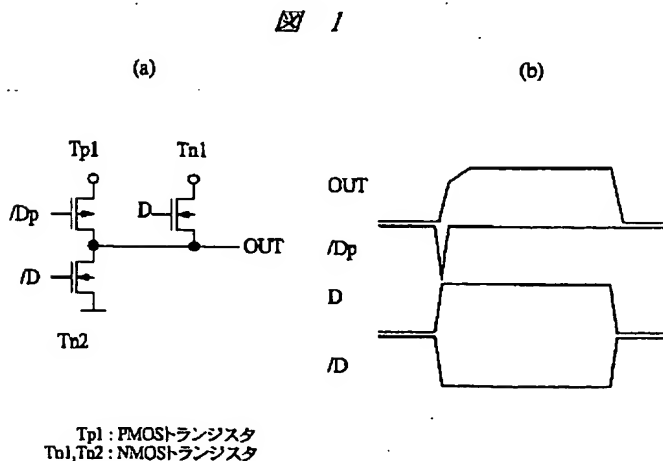 図 1
(a)
(b)
Tp1
Tn1
/Dp
D
OUT
/D
Tn2
OUT
/Dp
D
/D
Tp1 : PMOSトランジスタ
Tn1,Tn2 : NMOSトランジスタ